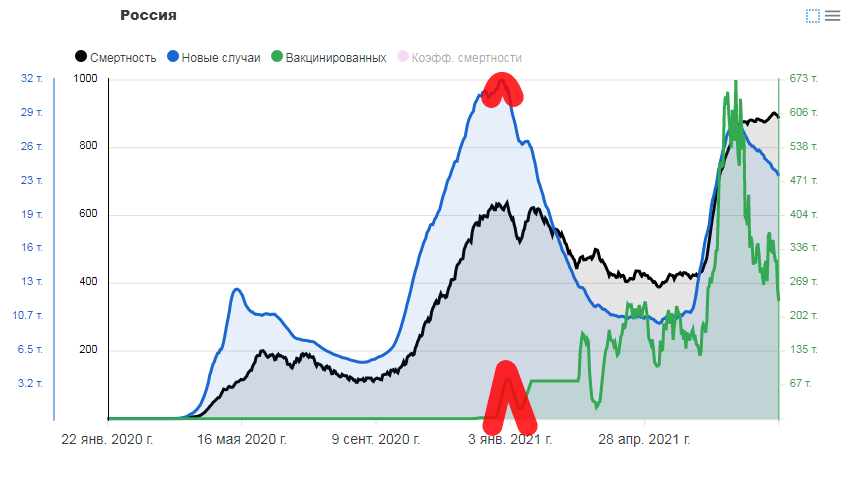 Россия
Смертность Новые случаи Вакцинированных Коэфф. смертности
32 т. 1000 673 т.
29 т. 606 т.
26 т. 800 538 т.
23 т. 600 471 т.
19 т. 404 т.
16 т. 336 т.
13 т. 400 269 т.
10.7 т. 202 т.
6.5 т. 200 135 т.
3.2 т. 67 т.
22 янв. 2020 г. 16 мая 2020 г. 9 сент. 2020 г. 3 янв. 2021 г. 28 апр. 2021 г.